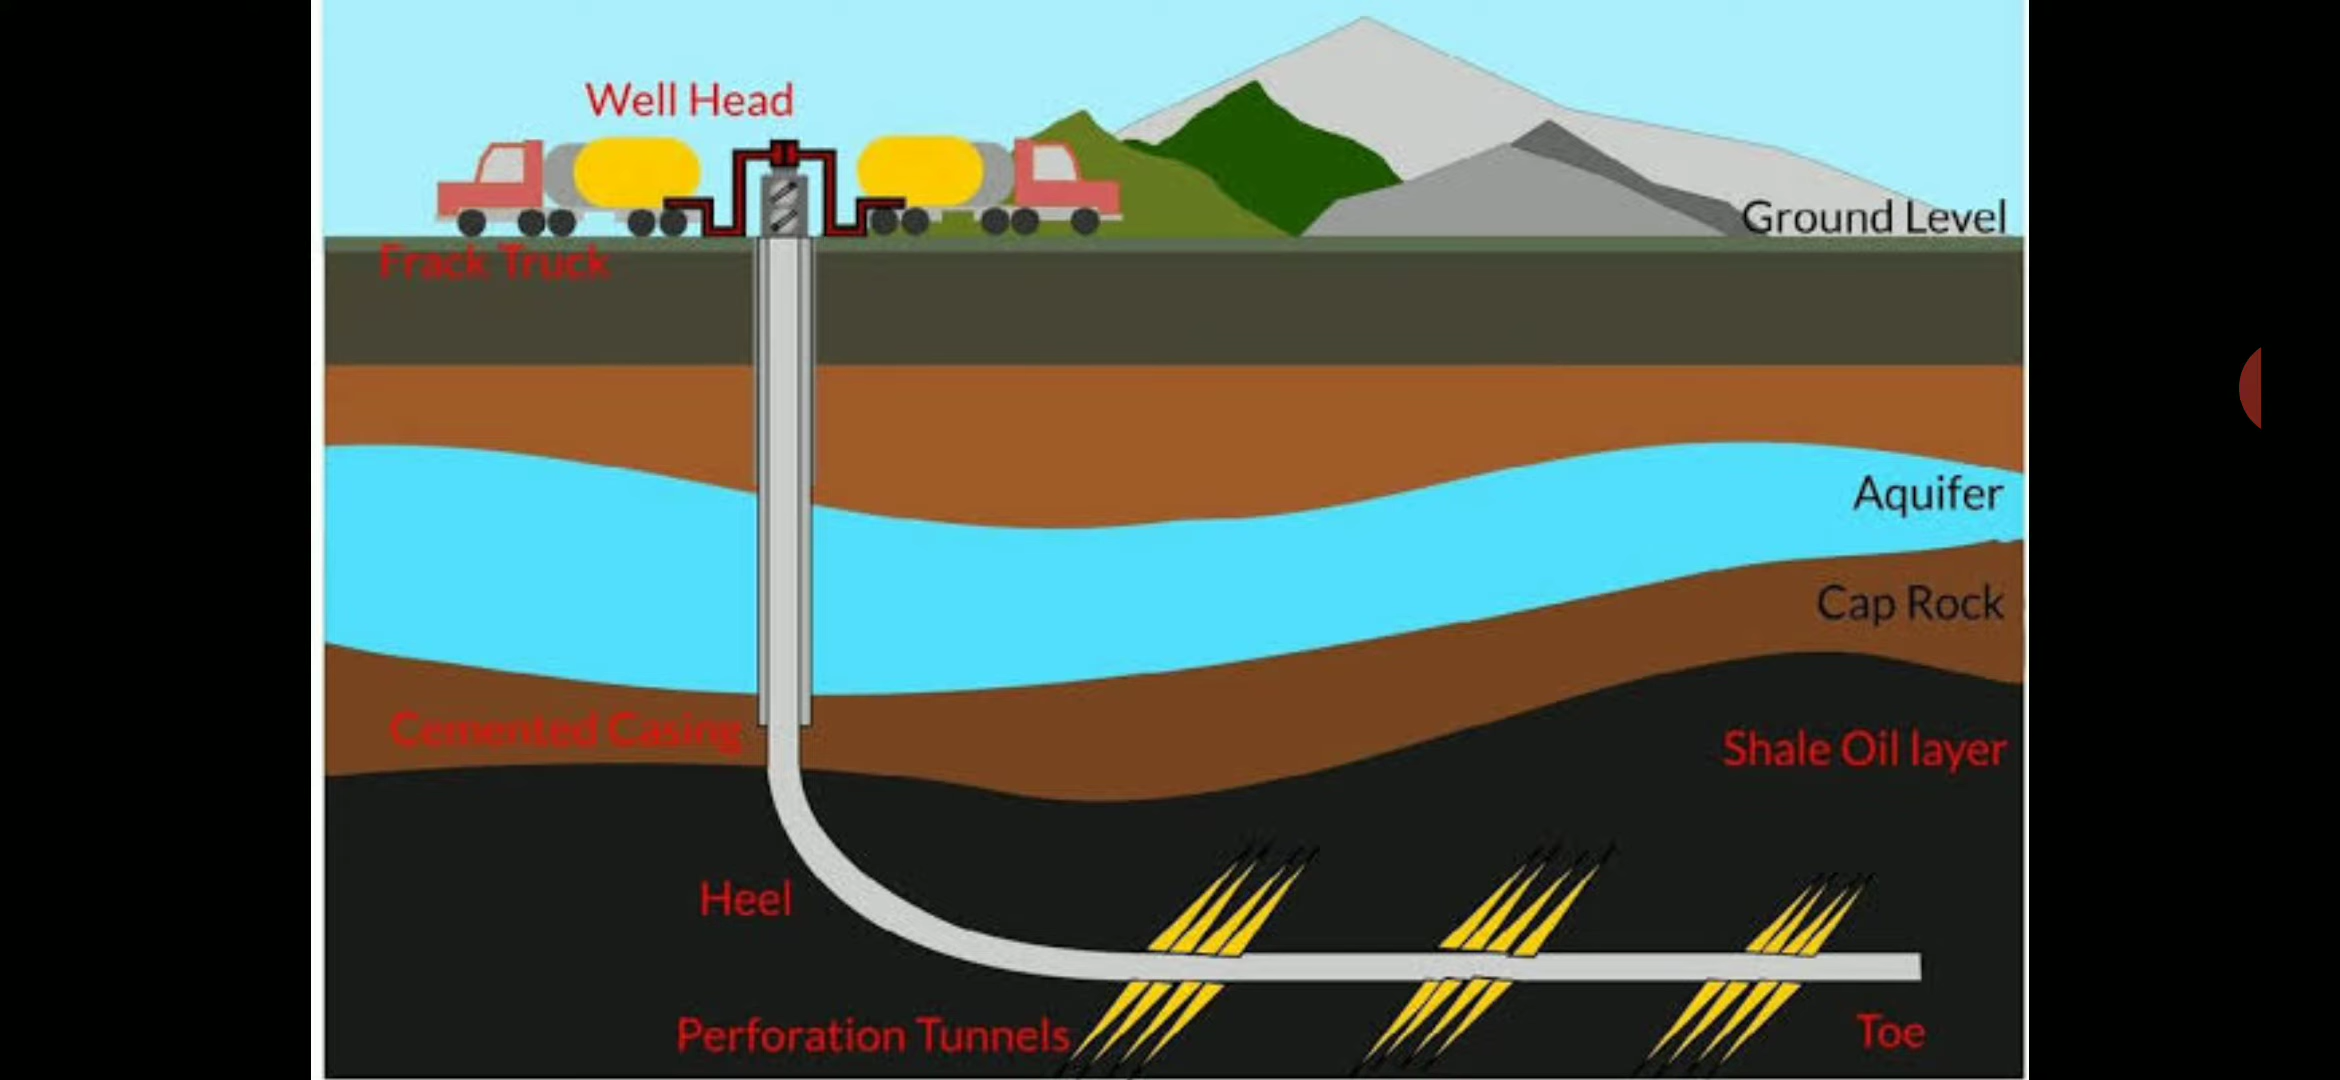 Well Head
Ground Level
Frack Truck
Aquifer
Cap Rock
Cemented Casing
Shale Oil layer
Heel
Perforation Tunnels
Toe